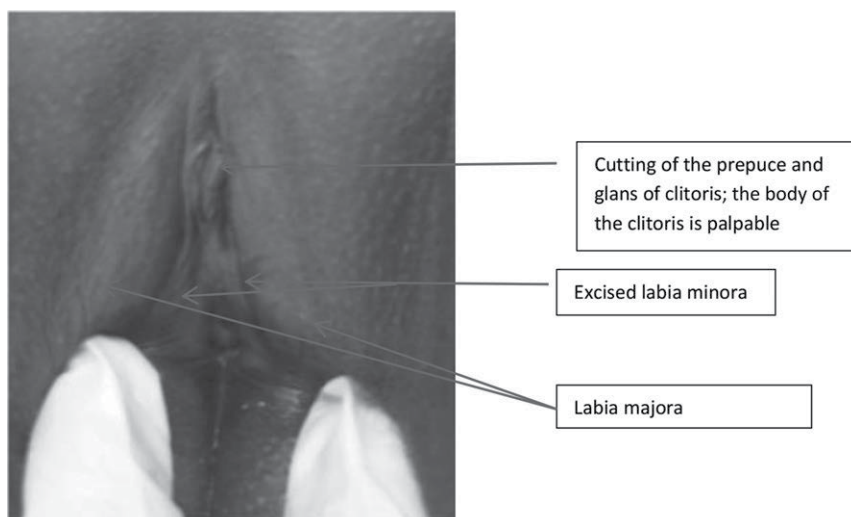 Cutting of the prepuce and
glans of clitoris; the body of
the clitoris is palpable
Excised labia minora
Labia majora